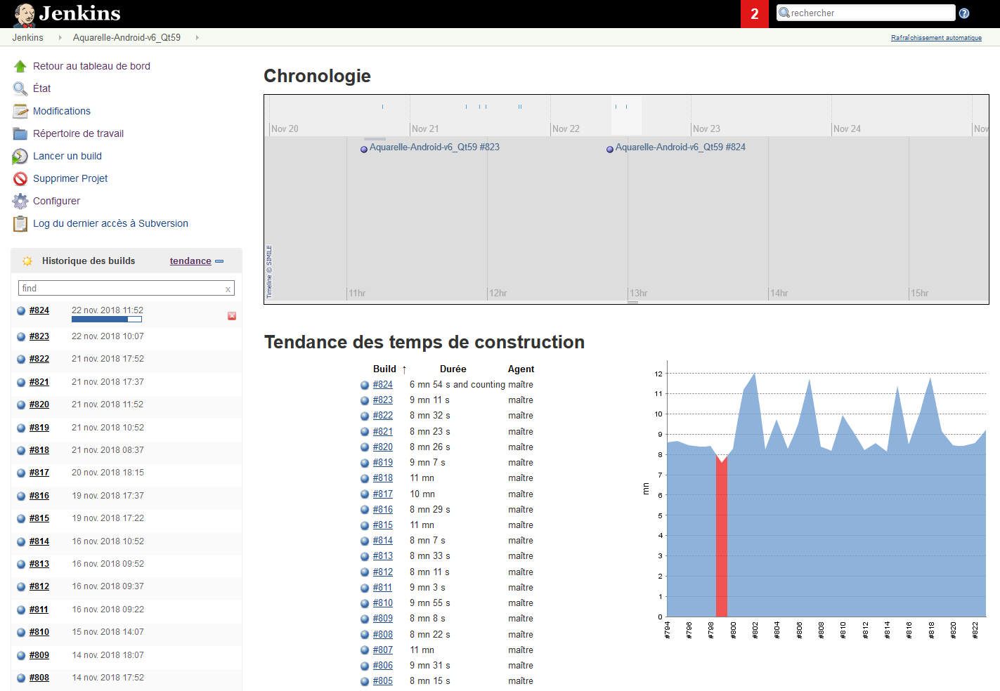 Jenkins
2
rechercher
Jenkins
Aquarelle-Android-v6_Qt59
Rafraîchissement automatique
Retour au tableau de bord
État
Modifications
Répertoire de travail
Lancer un build
Supprimer Projet
Configurer
Log du dernier accès à Subversion
Historique des builds
tendance
find
x
#824 22 nov. 2018 11:52
#823 22 nov. 2018 10:07
#822 21 nov. 2018 17:52
#821 21 nov. 2018 17:37
#820 21 nov. 2018 11:52
#819 21 nov. 2018 10:52
#818 21 nov. 2018 08:37
#817 20 nov. 2018 18:15
#816 19 nov. 2018 17:37
#815 19 nov. 2018 17:22
#814 16 nov. 2018 10:52
#813 16 nov. 2018 09:52
#812 16 nov. 2018 09:37
#811 16 nov. 2018 09:22
#810 15 nov. 2018 14:07
#809 14 nov. 2018 18:07
#808 14 nov. 2018 17:52
Chronologie
Nov 20 Nov 21 Nov 22 Nov 23 Nov 24 Nov
Aquarelle-Android-v6_Qt59 #823 Aquarelle-Android-v6_Qt59 #824
Timeline © SIMILE
11hr 12hr 13hr 14hr 15hr
Tendance des temps de construction
Build ↑ Durée Agent
#824 6 mn 54 s and counting maître
#823 9 mn 11 s maître
#822 8 mn 32 s maître
#821 8 mn 23 s maître
#820 8 mn 26 s maître
#819 9 mn 7 s maître
#818 11 mn maître
#817 10 mn maître
#816 8 mn 29 s maître
#815 11 mn maître
#814 8 mn 7 s maître
#813 8 mn 33 s maître
#812 8 mn 11 s maître
#811 9 mn 3 s maître
#810 9 mn 55 s maître
#809 8 mn 8 s maître
#808 8 mn 22 s maître
#807 11 mn maître
#806 9 mn 31 s maître
#805 8 mn 15 s maître
12
11
10
9
8
7
6
5
4
3
2
1
0
mn
#794 #796 #798 #800 #802 #804 #806 #808 #810 #812 #814 #816 #818 #820 #822